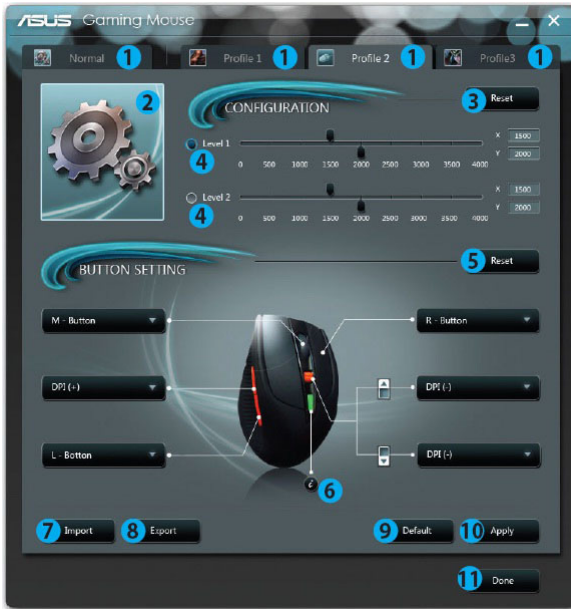 ASUS Gaming Mouse
Normal 1 Profile 1 1 Profile 2 1 Profile3 1
2
CONFIGURATION 3 Reset
Level 1
4
0 500 1000 1500 2000 2500 3000 3500 4000
X 1500
Y 2000
Level 2
4
0 500 1000 1500 2000 2500 3000 3500 4000
X 1500
Y 2000
BUTTON SETTING 5 Reset
M - Button R - Button
DPI (+) DPI (-)
L - Botton DPI (-)
i 6
7 Import 8 Export 9 Default 10 Apply
11 Done